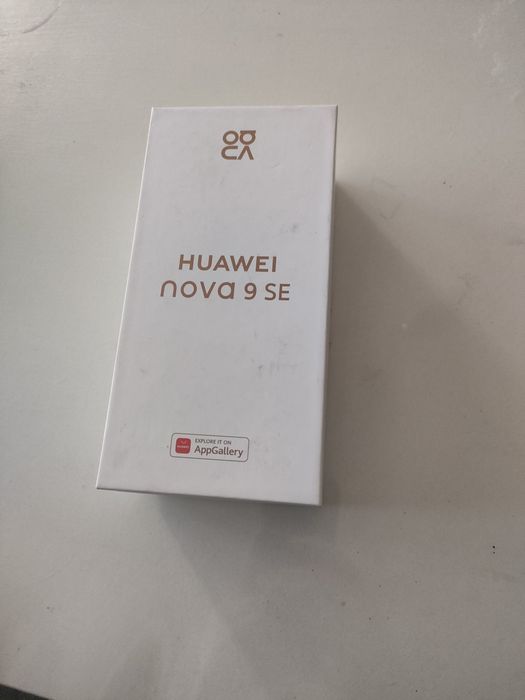 HUAWEI
nova 9 SE
EXPLORE IT ON
AppGallery